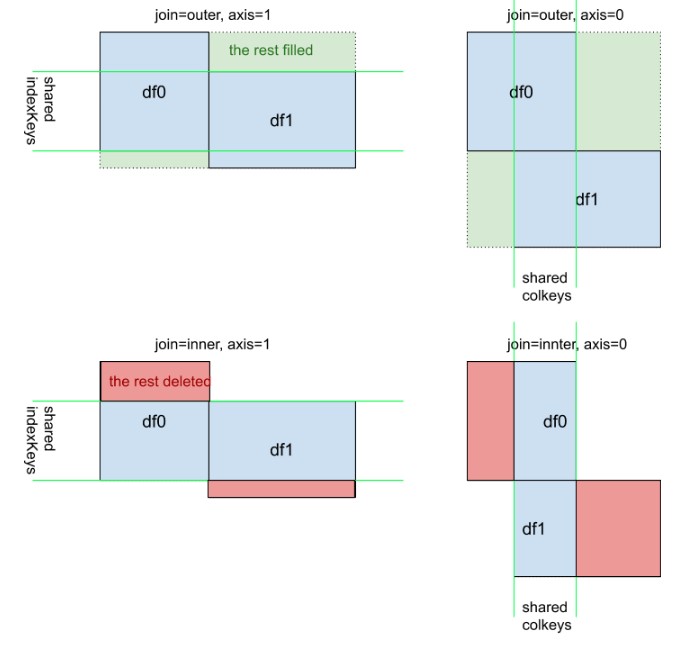 join=outer, axis=1
the rest filled
shared
indexKeys
df0
df1
join=outer, axis=0
df0
df1
shared
colkeys
join=inner, axis=1
the rest deleted
shared
indexKeys
df0
df1
join=innter, axis=0
df0
df1
shared
colkeys